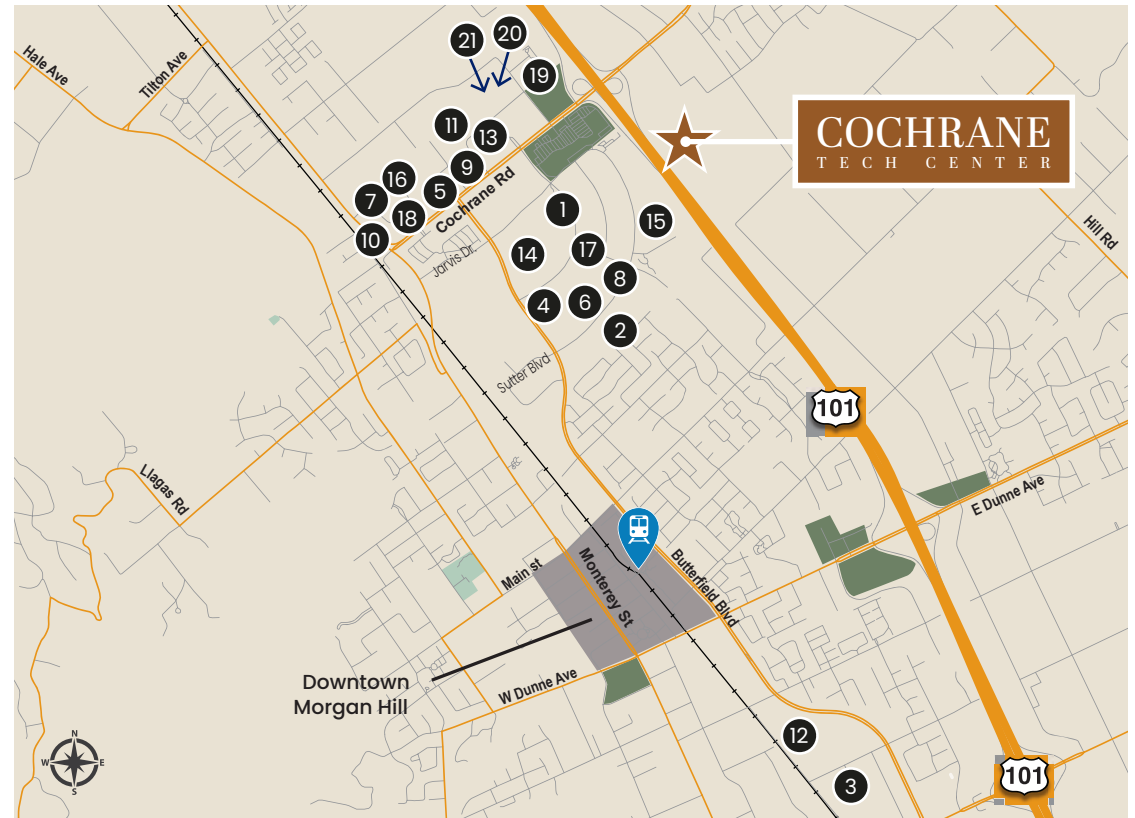 21
20
19
Hale Ave
Tilton Ave
11
13
COCHRANE
TECH CENTER
9
16
5
7
18
Cochrane Rd
10
1
15
Hill Rd
Jarvis Dr.
14
17
8
4
6
2
Sutter Blvd
101
Llagas Rd
E Dunne Ave
Main st
Monterey St
Butterfield Blvd
Downtown
Morgan Hill
W Dunne Ave
12
3
101
N
W
E
S